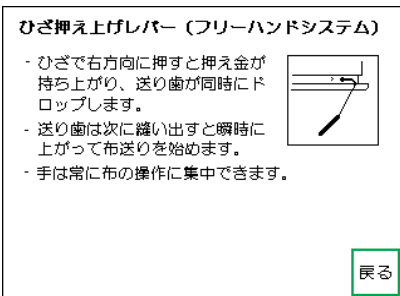 ひざ押え上げレバー（フリーハンドシステム）
- ひざで右方向に押すと押え金が
持ち上がり、送り歯が同時にド
ロップします。
- 送り歯は次に縫い出すと瞬時に
上がって布送りを始めます。
- 手は常に布の操作に集中できます。
戻る